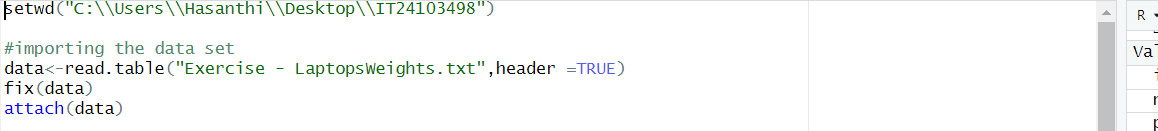 setwd("C:\\Users\\Hasanthi\\Desktop\\IT24103498")
#importing the data set
data<-read.table("Exercise - LaptopsWeights.txt",header =TRUE)
fix(data)
attach(data)
R
Val